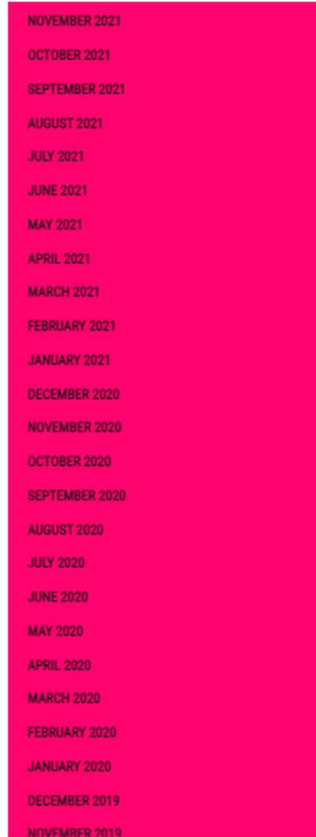 NOVEMBER 2021
OCTOBER 2021
SEPTEMBER 2021
AUGUST 2021
JULY 2021
JUNE 2021
MAY 2021
APRIL 2021
MARCH 2021
FEBRUARY 2021
JANUARY 2021
DECEMBER 2020
NOVEMBER 2020
OCTOBER 2020
SEPTEMBER 2020
AUGUST 2020
JULY 2020
JUNE 2020
MAY 2020
APRIL 2020
MARCH 2020
FEBRUARY 2020
JANUARY 2020
DECEMBER 2019
NOVEMBER 2019